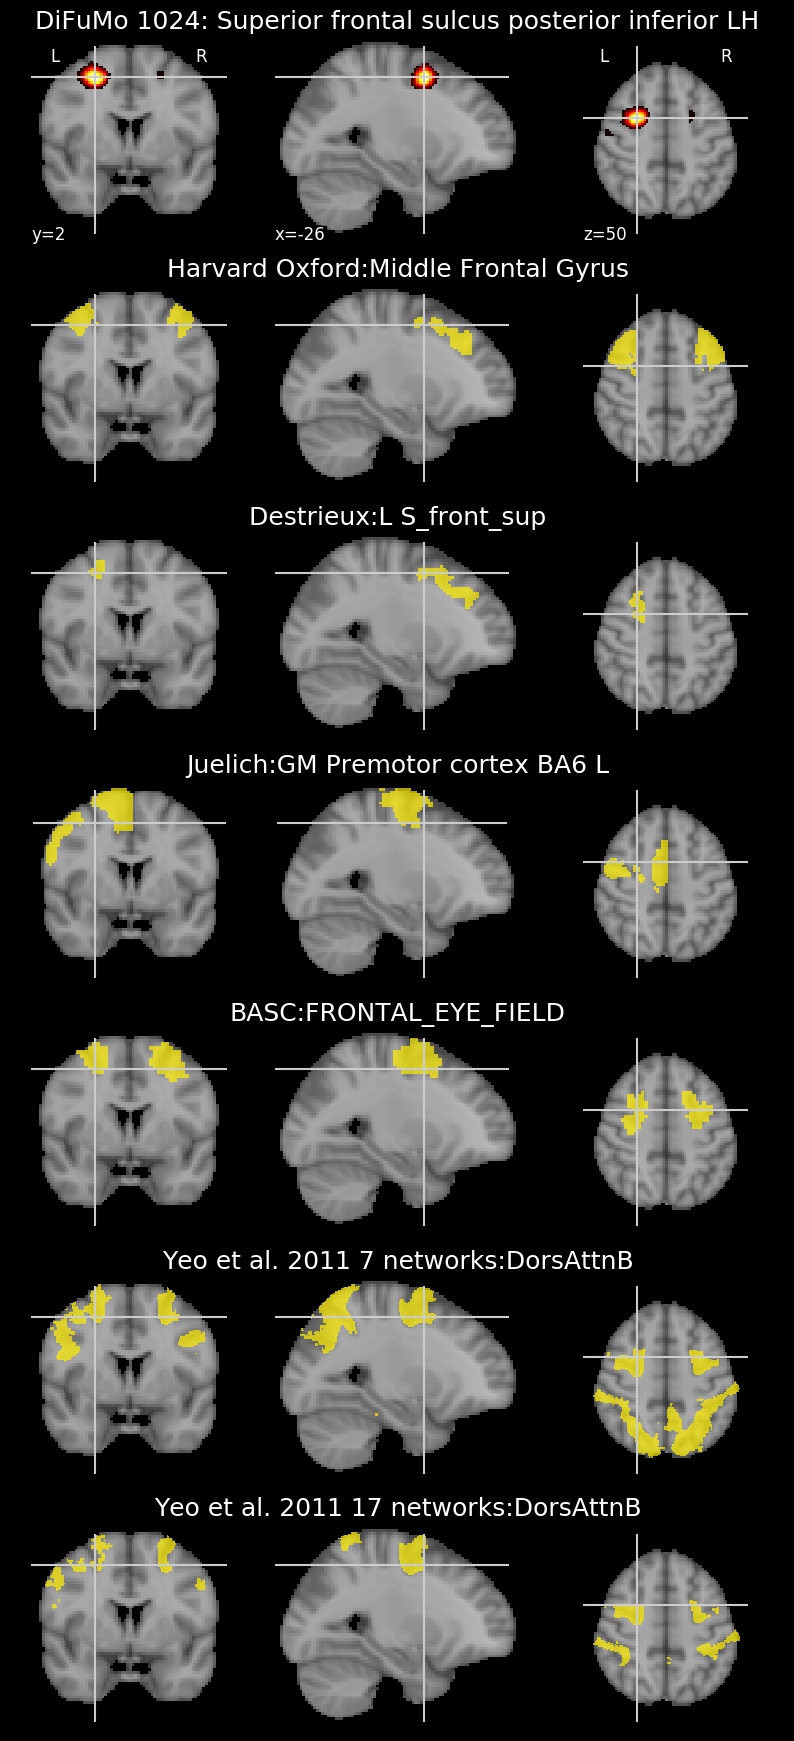 DiFuMo 1024: Superior frontal sulcus posterior inferior LH
L R L R
y=2 x=-26 z=50
Harvard Oxford:Middle Frontal Gyrus
Destrieux:L S_front_sup
Juelich:GM Premotor cortex BA6 L
BASC:FRONTAL_EYE_FIELD
Yeo et al. 2011 7 networks:DorsAttnB
Yeo et al. 2011 17 networks:DorsAttnB